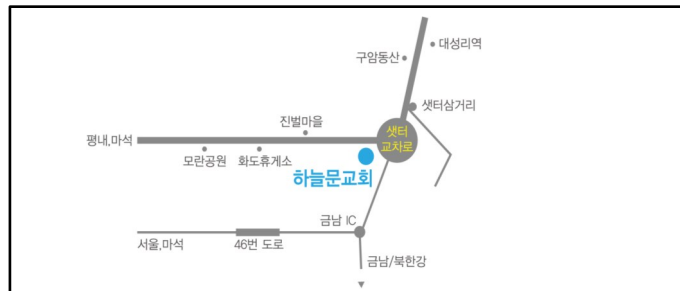 대성리역
구암동산
샛터삼거리
진벌마을
샛터
교차로
평내,마석
모란공원
화도휴게소
하늘문교회
금남 IC
서울,마석
46번 도로
금남/북한강